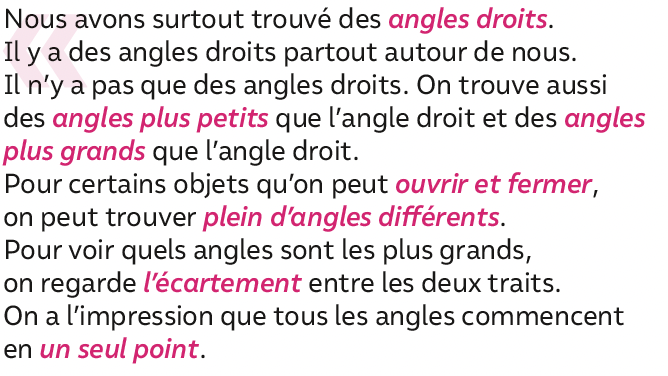 Nous avons surtout trouvé des angles droits.
Il y a des angles droits partout autour de nous.
Il n’y a pas que des angles droits. On trouve aussi
des angles plus petits que l’angle droit et des angles
plus grands que l’angle droit.
Pour certains objets qu’on peut ouvrir et fermer,
on peut trouver plein d’angles différents.
Pour voir quels angles sont les plus grands,
on regarde l’écartement entre les deux traits.
On a l’impression que tous les angles commencent
en un seul point.